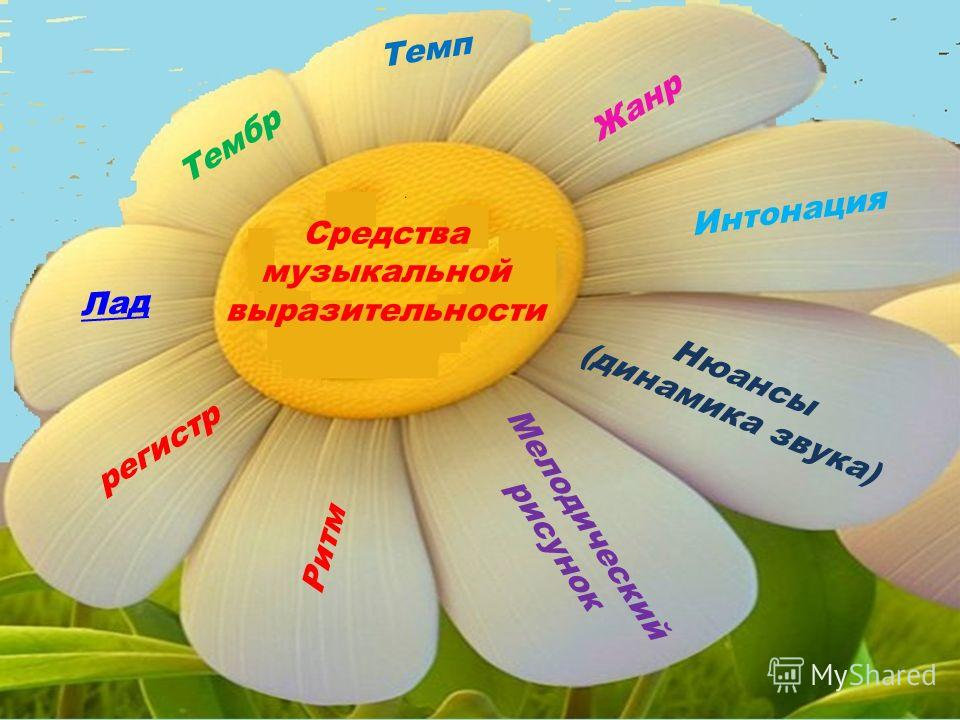 Темп
Жанр
Тембр
Интонация
Средства
музыкальной
выразительности
Лад
Нюансы
(динамика звука)
регистр
Мелодический
рисунок
Ритм
MyShared